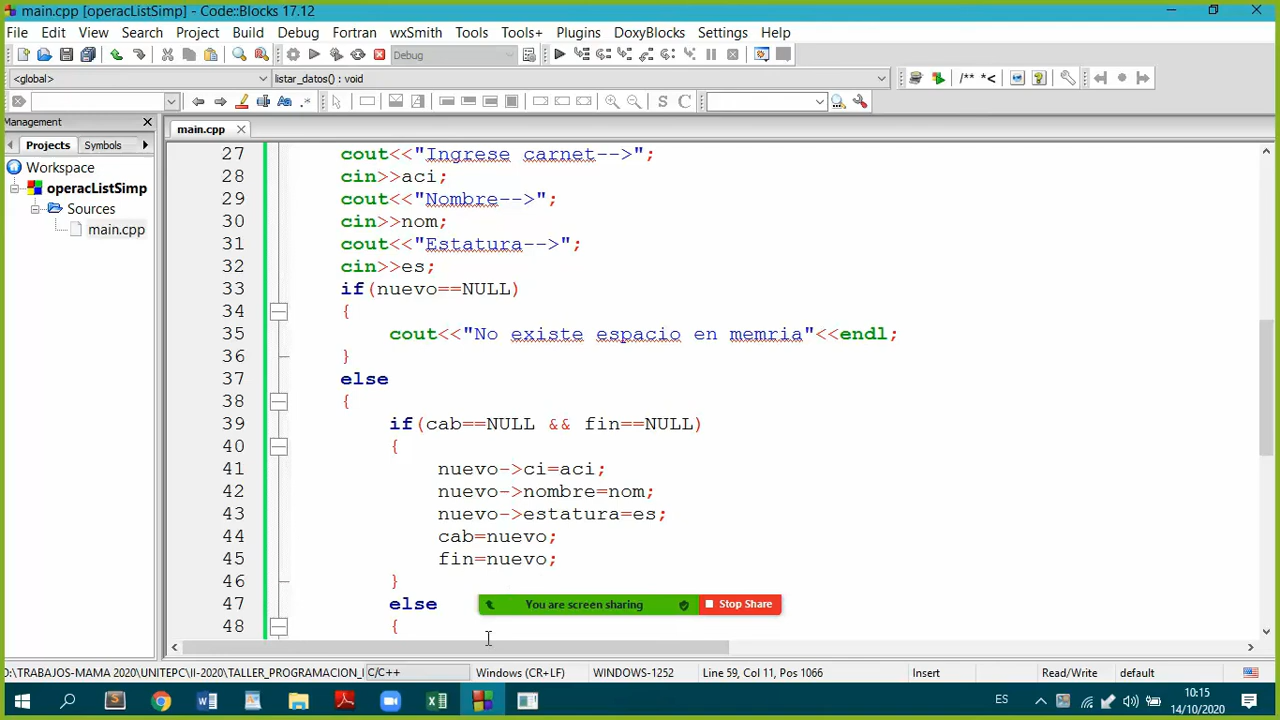 main.cpp [operacListSimp] - Code::Blocks 17.12
File Edit View Search Project Build Debug Fortran wxSmith Tools Tools+ Plugins DoxyBlocks Settings Help
Debug
<global> listar_datos() : void
/** *<
Management
main.cpp
Projects Symbols
Workspace
operacListSimp
Sources
main.cpp
27 cout<<"Ingrese carnet-->";
28 cin>>aci;
29 cout<<"Nombre-->";
30 cin>>nom;
31 cout<<"Estatura-->";
32 cin>>es;
33 if(nuevo==NULL)
34 {
35 cout<<"No existe espacio en memria"<<endl;
36 }
37 else
38 {
39 if(cab==NULL && fin==NULL)
40 {
41 nuevo->ci=aci;
42 nuevo->nombre=nom;
43 nuevo->estatura=es;
44 cab=nuevo;
45 fin=nuevo;
46 }
47 else
48 {
You are screen sharing Stop Share
D:\TRABAJOS-MAMA 2020\UNITEPC\II-2020\TALLER_PROGRAMACION_I C/C++ Windows (CR+LF) WINDOWS-1252 Line 59, Col 11, Pos 1066 Insert Read/Write default
ES
10:15
14/10/2020